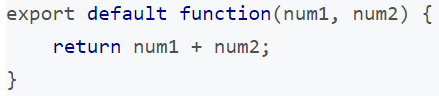 export default function(num1, num2) {
    return num1 + num2;
}